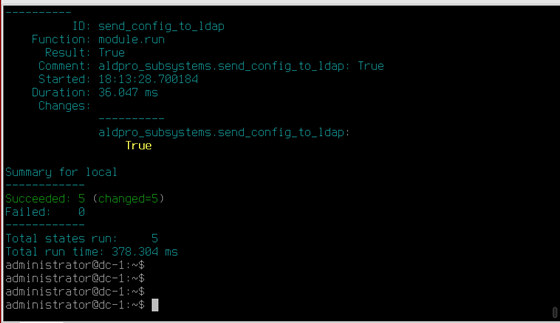 ----------
ID: send_config_to_ldap
Function: module.run
Result: True
Comment: aldpro_subsystems.send_config_to_ldap: True
Started: 18:13:28.700184
Duration: 36.047 ms
Changes:
----------
aldpro_subsystems.send_config_to_ldap:
True
Summary for local
------------
Succeeded: 5 (changed=5)
Failed: 0
------------
Total states run: 5
Total run time: 378.304 ms
administrator@dc-1:~$
administrator@dc-1:~$
administrator@dc-1:~$
administrator@dc-1:~$